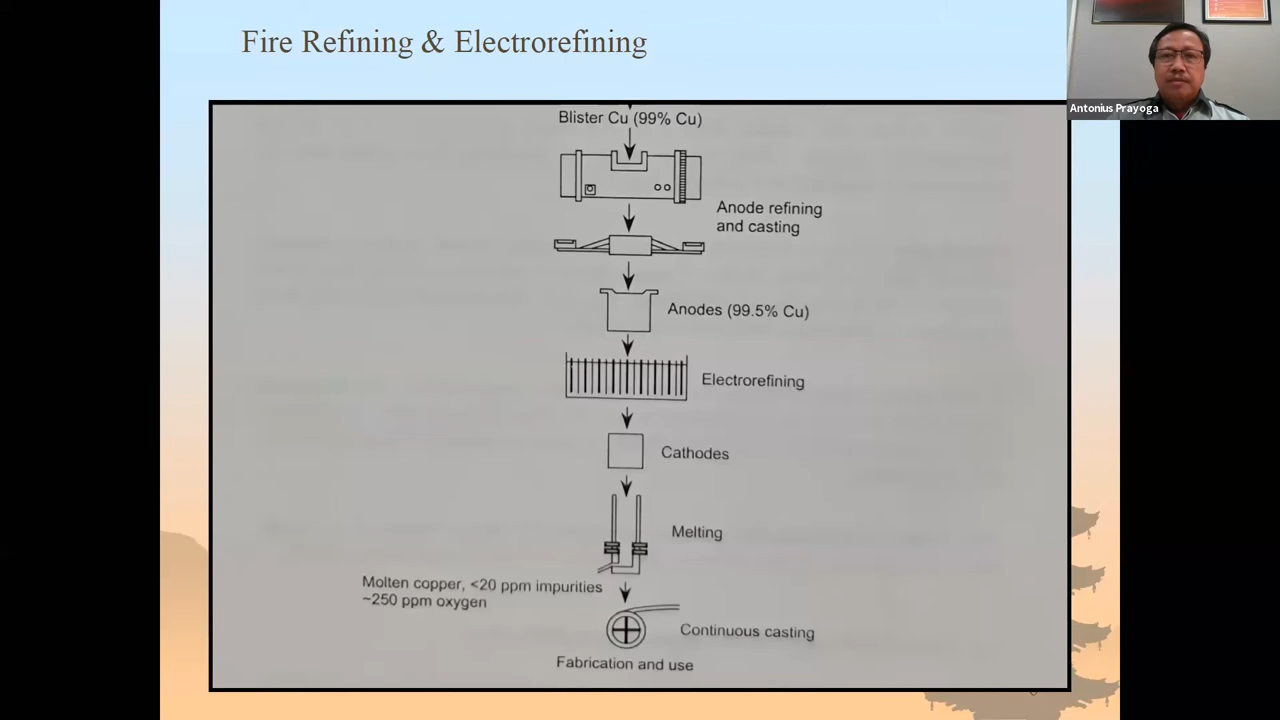 Fire Refining & Electrorefining
Antonius Prayoga
Blister Cu (99% Cu)
Anode refining
and casting
Anodes (99.5% Cu)
Electrorefining
Cathodes
Melting
Molten copper, <20 ppm impurities
~250 ppm oxygen
Continuous casting
Fabrication and use